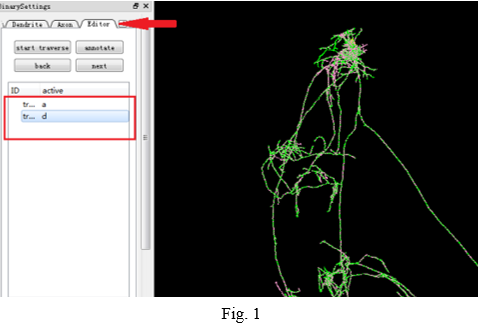 BinarySettings
Dendrite Axon Editor
start traverse annotate
back next
ID active
tr... a
tr... d
Fig. 1